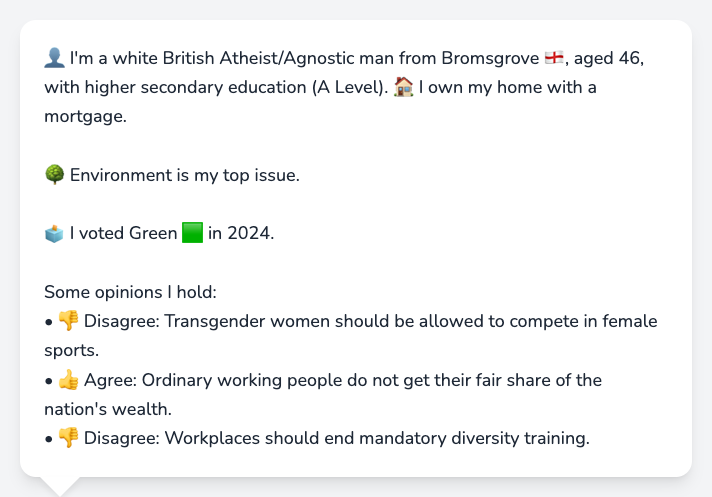 👤 I'm a white British Atheist/Agnostic man from Bromsgrove 🏴󠁧󠁢󠁥󠁮󠁧󠁿, aged 46,
with higher secondary education (A Level). 🏠 I own my home with a
mortgage.
🌳 Environment is my top issue.
🗳️ I voted Green 🟩 in 2024.
Some opinions I hold:
• 👎 Disagree: Transgender women should be allowed to compete in female
sports.
• 👍 Agree: Ordinary working people do not get their fair share of the
nation's wealth.
• 👎 Disagree: Workplaces should end mandatory diversity training.